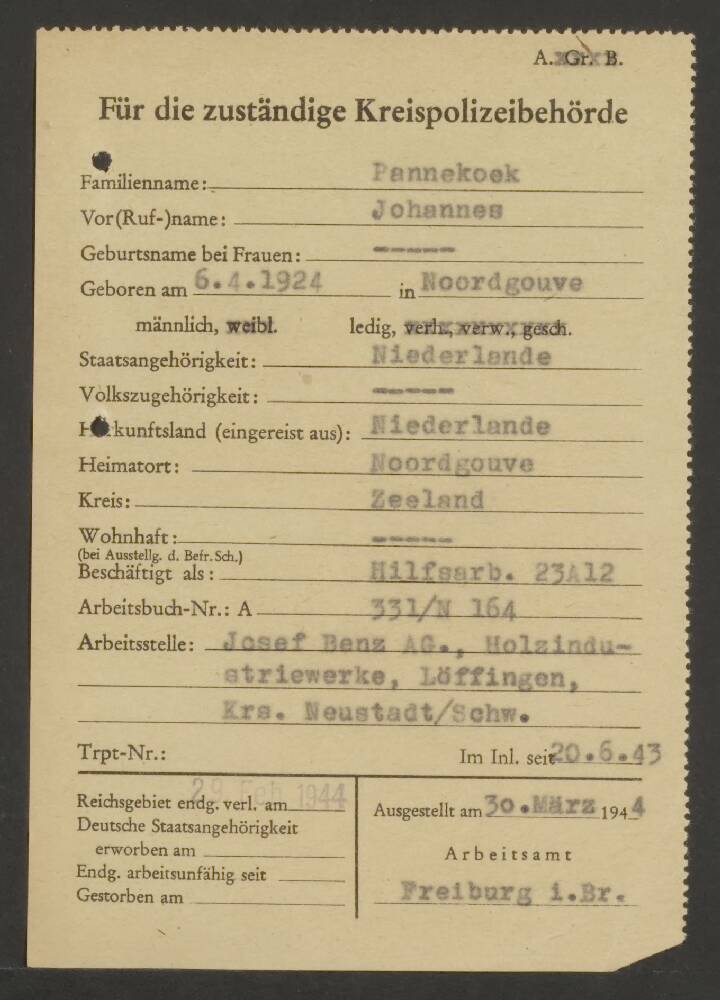 A. Gr. B.
Für die zuständige Kreispolizeibehörde
Familienname: Pannekoek
Vor(Ruf-)name: Johannes
Geburtsname bei Frauen: -----
Geboren am 6.4.1924 in Noordgouve
männlich, weibl. ledig, verh., verw., gesch.
Staatsangehörigkeit: Niederlande
Volkszugehörigkeit: -----
Herkunftsland (eingereist aus): Niederlande
Heimatort: Noordgouve
Kreis: Zeeland
Wohnhaft: -----
(bei Ausstellg. d. Befr. Sch.)
Beschäftigt als: Hilfsarb. 23A12
Arbeitsbuch-Nr.: A 331/N 164
Arbeitsstelle: Josef Benz AG., Holzindu-
striewerke, Löffingen,
Krs. Neustadt/Schw.
Trpt-Nr.: Im Inl. seit 20.6.43
Reichsgebiet endg. verl. am 29. Feb. 1944
Deutsche Staatsangehörigkeit
erworben am
Endg. arbeitsunfähig seit
Gestorben am
Ausgestellt am 30. März 1944
Arbeitsamt
Freiburg i.Br.